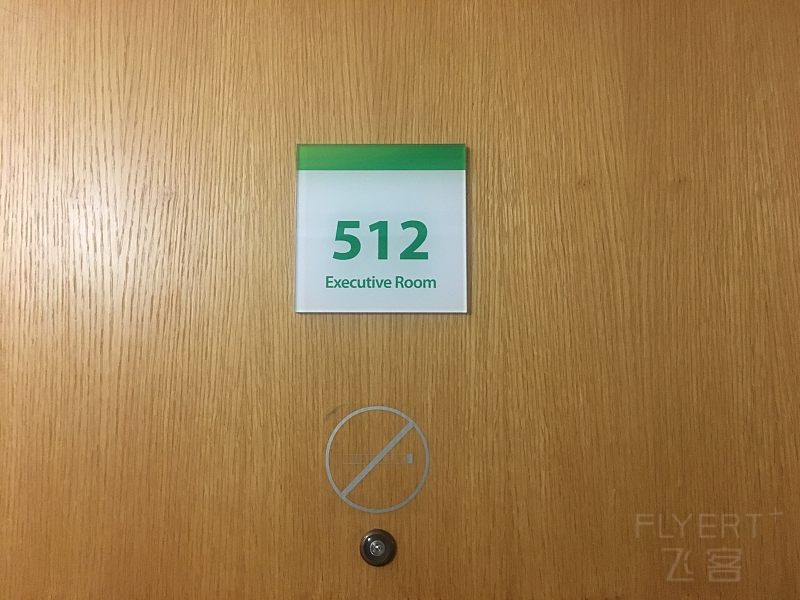 512
Executive Room
FLYERT+
飞客